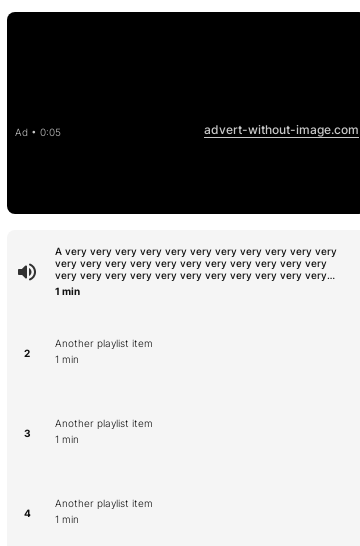 Ad • 0:05
advert-without-image.com
A very very very very very very very very very very very
very very very very very very very very very very very
very very very very very very very very very very very...
1 min
2
Another playlist item
1 min
3
Another playlist item
1 min
4
Another playlist item
1 min